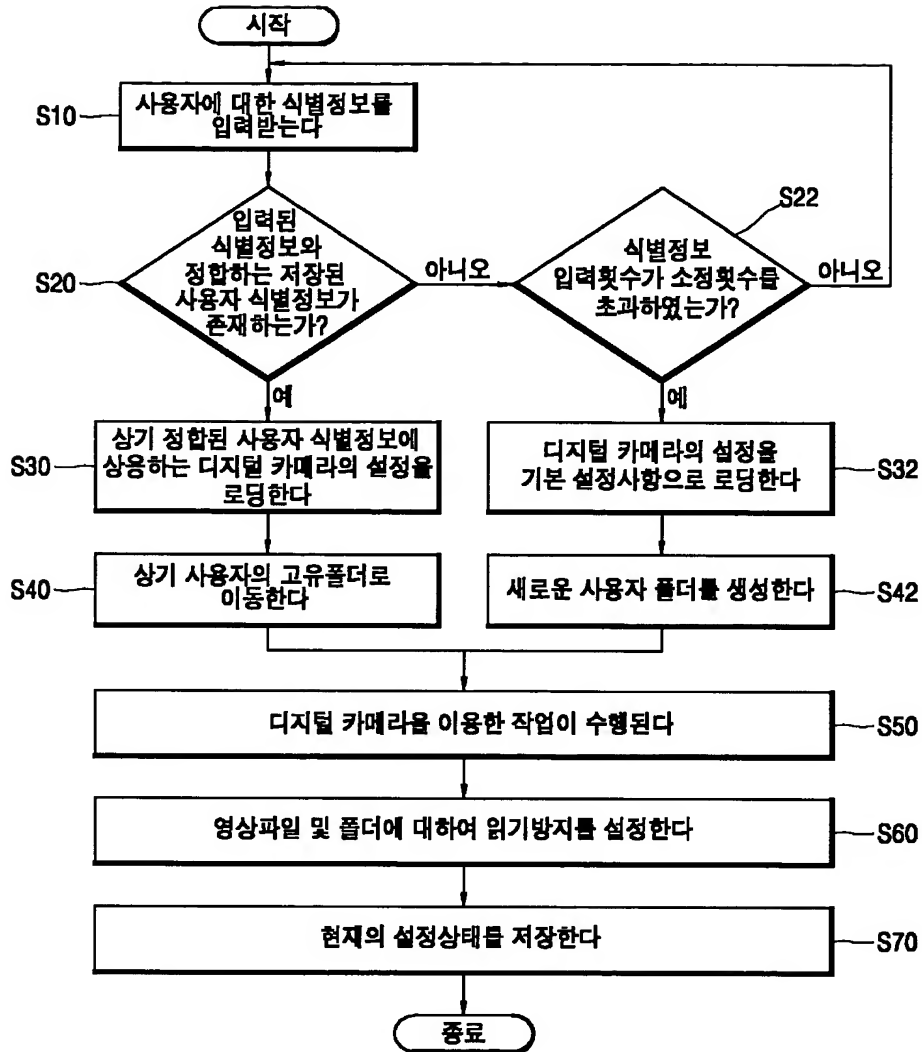 시작
S10
사용자에 대한 식별정보를
입력받는다
S20
입력된
식별정보와
정합하는 저장된
사용자 식별정보가
존재하는가?
아니오
예
S22
식별정보
입력횟수가 소정횟수를
초과하였는가?
아니오
예
S30
상기 정합된 사용자 식별정보에
상응하는 디지털 카메라의 설정을
로딩한다
디지털 카메라의 설정을
기본 설정사항으로 로딩한다
S32
S40
상기 사용자의 고유폴더로
이동한다
새로운 사용자 폴더를 생성한다
S42
디지털 카메라을 이용한 작업이 수행된다
S50
영상파일 및 폴더에 대하여 읽기방지를 설정한다
S60
현재의 설정상태를 저장한다
S70
종료